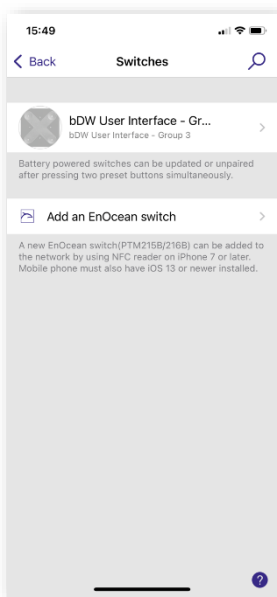 15:49
Back Switches
bDW User Interface - Gr...
bDW User Interface - Group 3
Battery powered switches can be updated or unpaired
after pressing two preset buttons simultaneously.
Add an EnOcean switch
A new EnOcean switch(PTM215B/216B) can be added
to the network by using NFC reader on iPhone 7 or later.
Mobile phone must also have iOS 13 or newer installed.
?